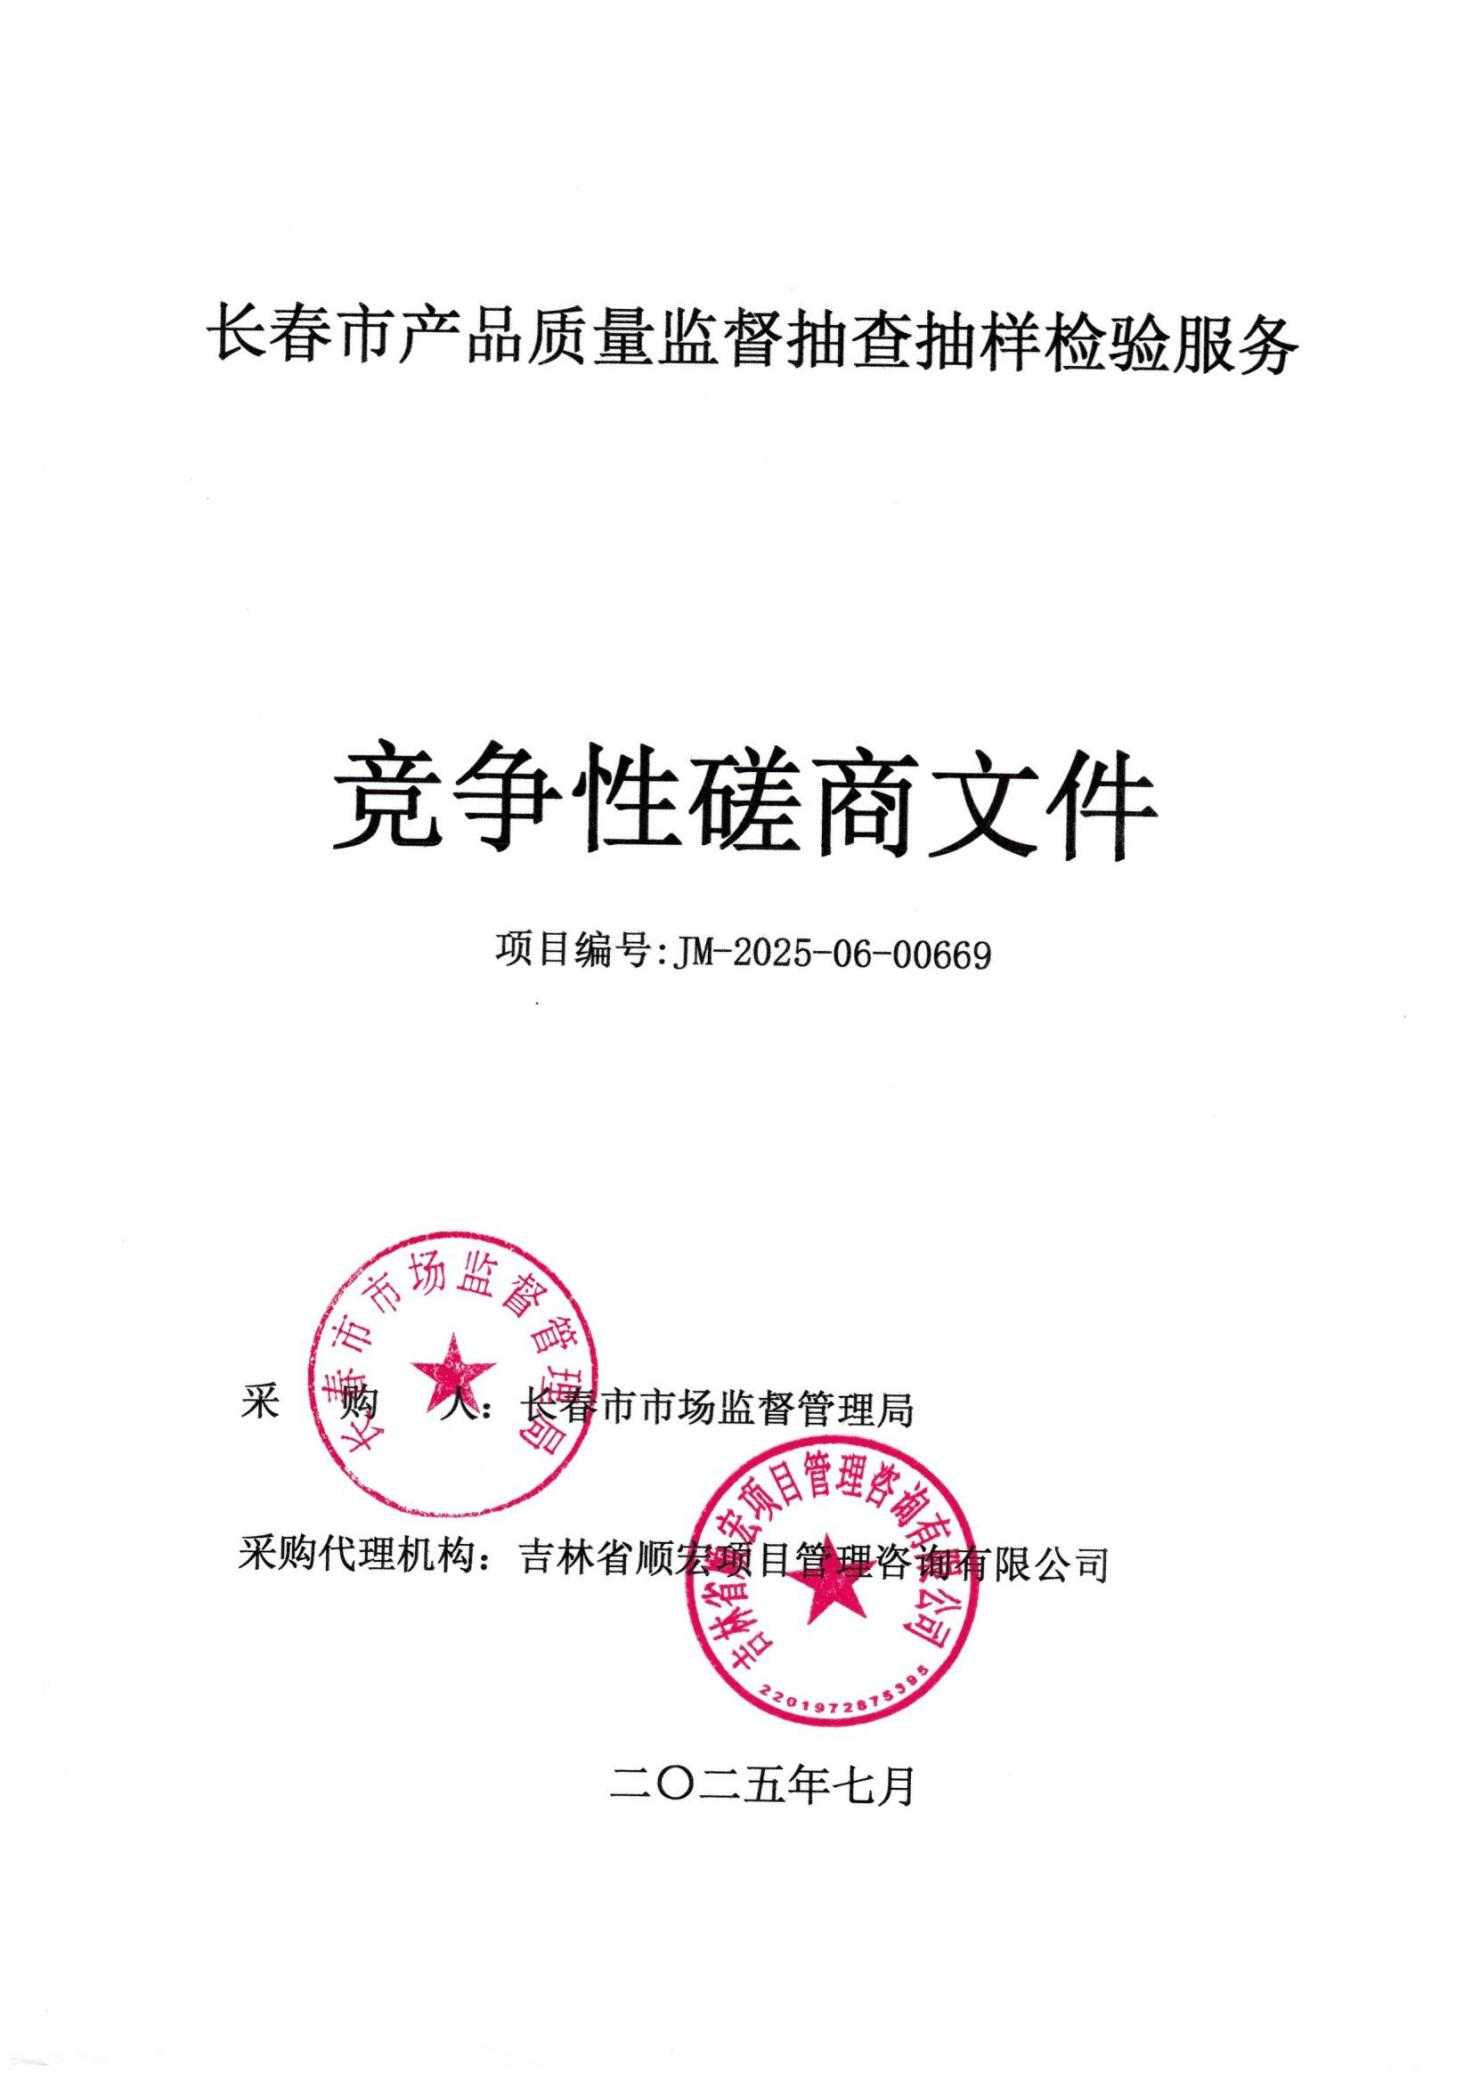 长春市产品质量监督抽查抽样检验服务
竞争性磋商文件
项目编号:JM-2025-06-00669
长春市市场监督管理局
采 购 人：长春市市场监督管理局
吉林省顺宏项目管理咨询有限公司
采购代理机构：吉林省顺宏项目管理咨询有限公司
2201972875395
二〇二五年七月